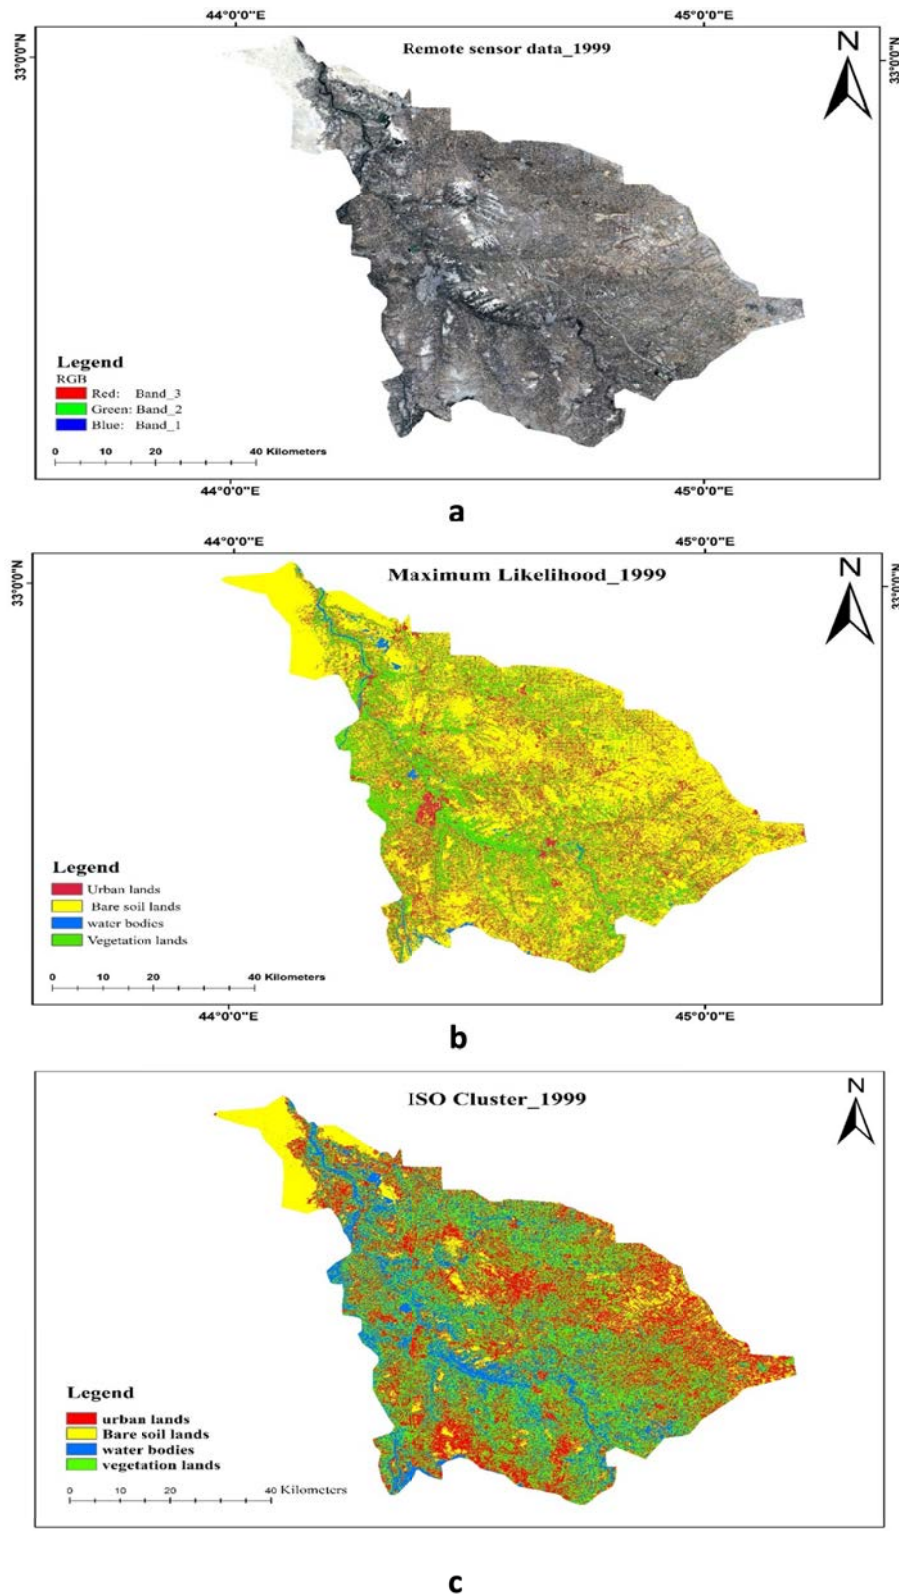 44°0'0"E 45°0'0"E
33°0'0"N 33°0'0"N
Remote sensor data_1999
N
Legend
RGB
Red: Band_3
Green: Band_2
Blue: Band_1
0 10 20 40 Kilometers
44°0'0"E 45°0'0"E
a
44°0'0"E 45°0'0"E
33°0'0"N 33°0'0"N
Maximum Likelihood_1999
N
Legend
Urban lands
Bare soil lands
water bodies
Vegetation lands
0 10 20 40 Kilometers
44°0'0"E 45°0'0"E
b
ISO Cluster_1999
N
Legend
urban lands
Bare soil lands
water bodies
vegetation lands
0 10 20 40 Kilometers
c